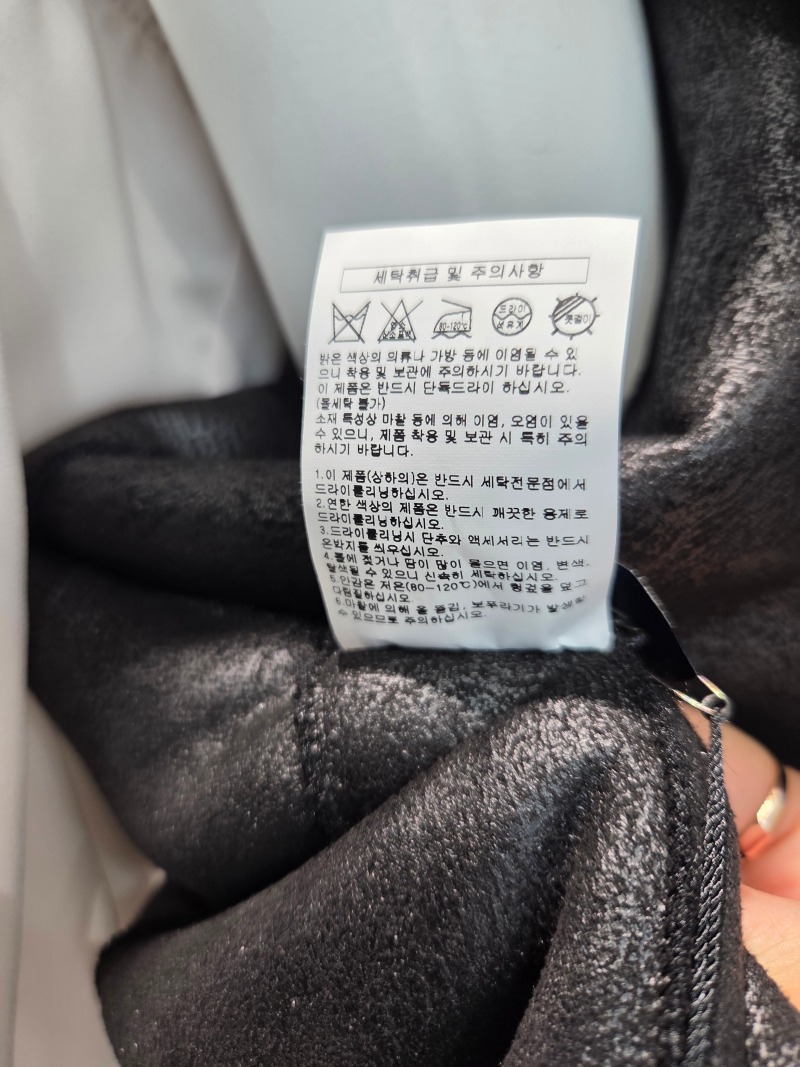 세탁취급 및 주의사항
80-120℃
드라이
석유계
옷걸이
밝은 색상의 의류나 가방 등에 이염될 수 있
으니 착용 및 보관에 주의하시기 바랍니다.
이 제품은 반드시 단독드라이 하십시오.
(물세탁 불가)
소재 특성상 마찰 등에 의해 이염, 오염이 있을
수 있으니, 제품 착용 및 보관 시 특히 주의
하시기 바랍니다.
1.이 제품(상하의)은 반드시 세탁전문점에서
드라이클리닝하십시오.
2.연한 색상의 제품은 반드시 깨끗한 용제로
드라이클리닝하십시오.
3.드라이클리닝시 단추와 액세서리는 반드시
은박지를 씌우십시오.
4.물에 젖거나 땀이 많이 묻으면 이염, 변색,
탈색될 수 있으니 신속히 세탁하십시오.
5.인감은 저온(80-120℃)에서 헝겊을 덮고
다림질하십시오.
6.마찰에 의해 올 뜯김, 보푸라기가 발생할
수 있으므로 주의하십시오.